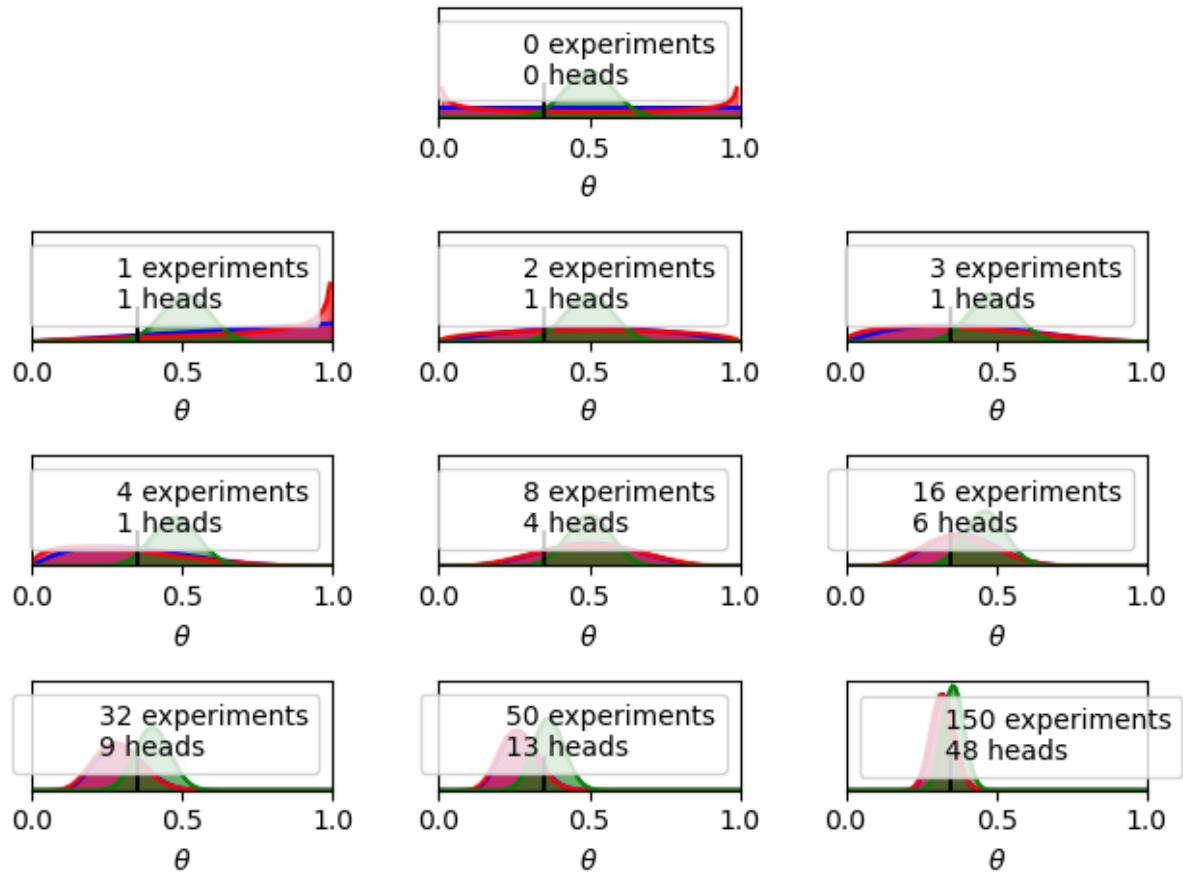 0 experiments
0 heads
0.0 0.5 1.0
θ
1 experiments
1 heads
2 experiments
1 heads
3 experiments
1 heads
0.0 0.5 1.0 0.0 0.5 1.0 0.0 0.5 1.0
θ θ θ
4 experiments
1 heads
8 experiments
4 heads
16 experiments
6 heads
0.0 0.5 1.0 0.0 0.5 1.0 0.0 0.5 1.0
θ θ θ
32 experiments
9 heads
50 experiments
13 heads
150 experiments
48 heads
0.0 0.5 1.0 0.0 0.5 1.0 0.0 0.5 1.0
θ θ θ